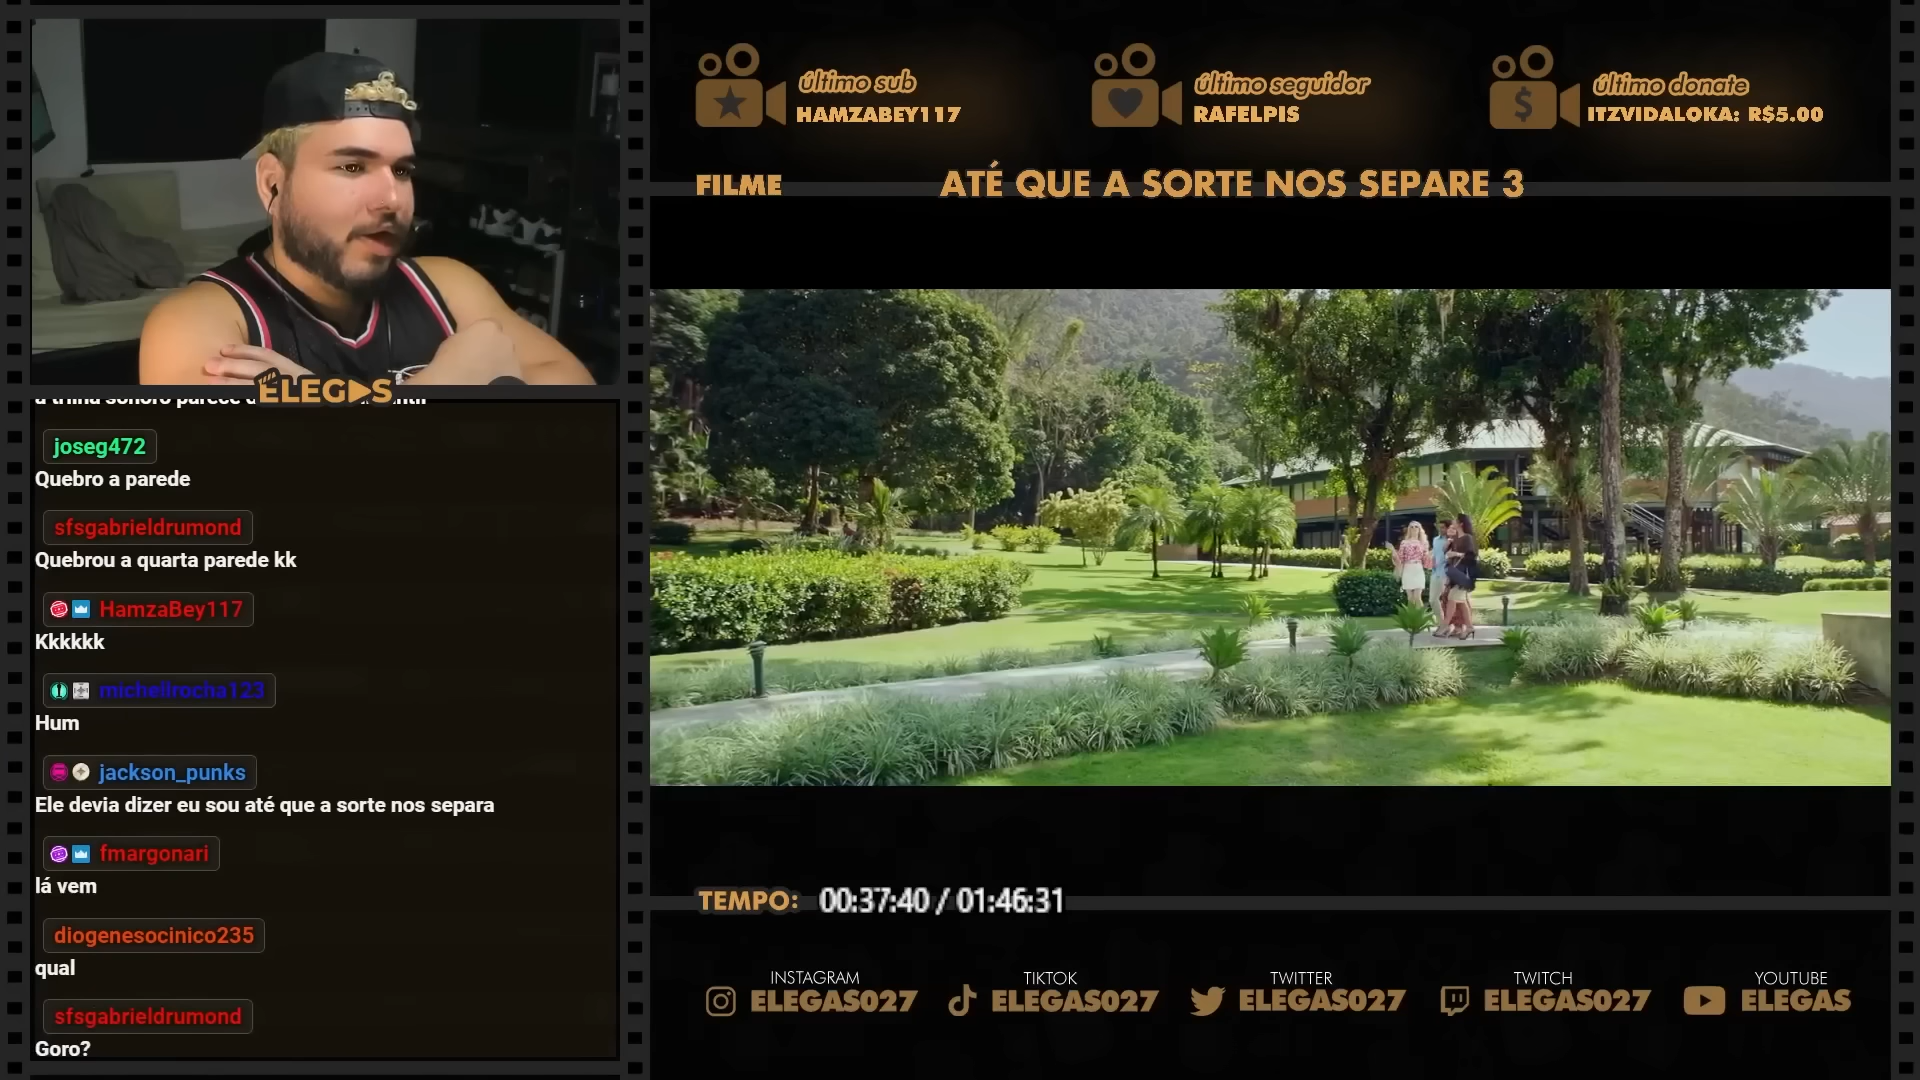 último sub
HAMZABEY117
último seguidor
RAFELPIS
último donate
ITZVIDALOKA: R$5.00
FILME
ATÉ QUE A SORTE NOS SEPARE 3
ELEGAS
a trilha sonoro parece
joseg472
Quebro a parede
sfsgabrieldrumond
Quebrou a quarta parede kk
HamzaBey117
Kkkkkk
michellrocha123
Hum
jackson_punks
Ele devia dizer eu sou até que a sorte nos separa
fmargonari
lá vem
diogenesocinico235
qual
sfsgabrieldrumond
Goro?
TEMPO: 00:37:40 / 01:46:31
INSTAGRAM
ELEGAS027
TIKTOK
ELEGAS027
TWITTER
ELEGAS027
TWITCH
ELEGAS027
YOUTUBE
ELEGAS